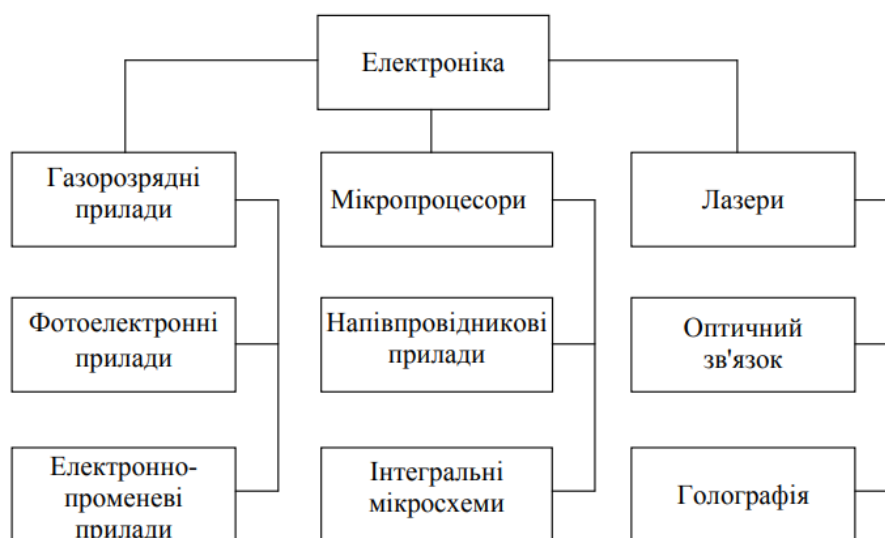 Електроніка
Газорозрядні
прилади
Мікропроцесори
Лазери
Фотоелектронні
прилади
Напівпровідникові
прилади
Оптичний
зв'язок
Електронно-
променеві
прилади
Інтегральні
мікросхеми
Голографія